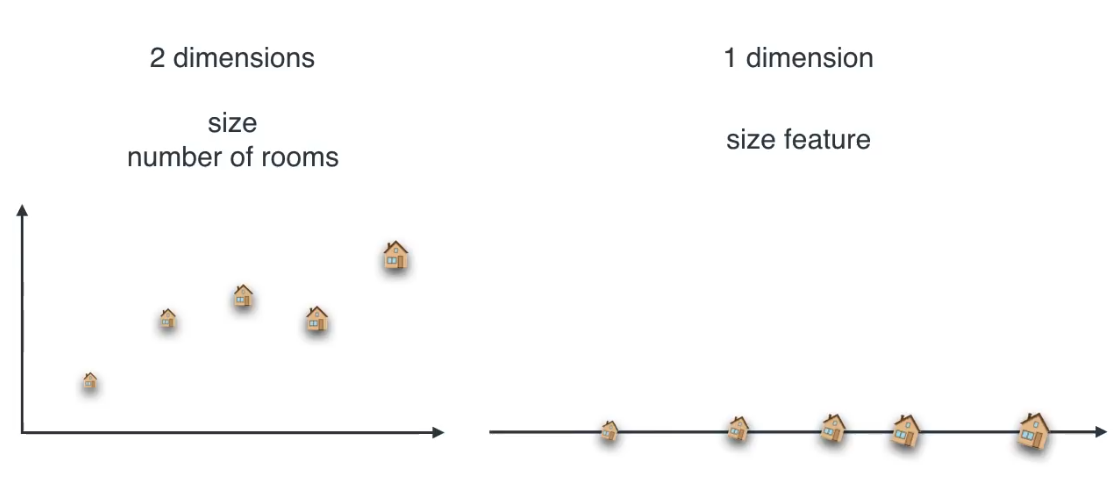 2 dimensions
size
number of rooms
1 dimension
size feature